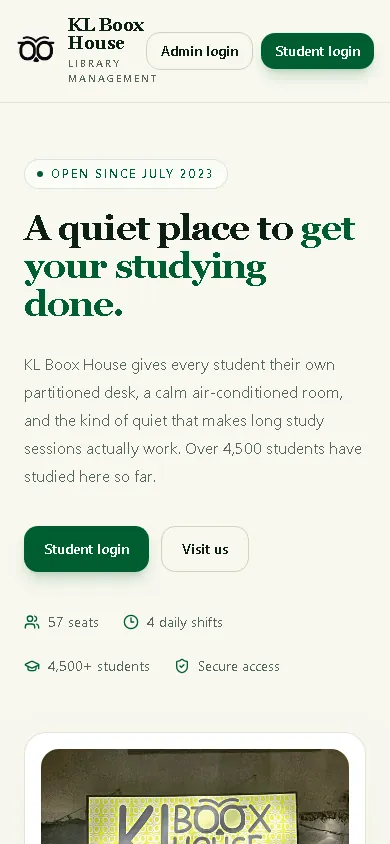 KL Boox
House
LIBRARY
MANAGEMENT
Admin login
Student login
OPEN SINCE JULY 2023
A quiet place to get
your studying
done.
KL Boox House gives every student their own
partitioned desk, a calm air-conditioned room,
and the kind of quiet that makes long study
sessions actually work. Over 4,500 students have
studied here so far.
Student login
Visit us
57 seats
4 daily shifts
4,500+ students
Secure access
KL BOOX
HOUSE